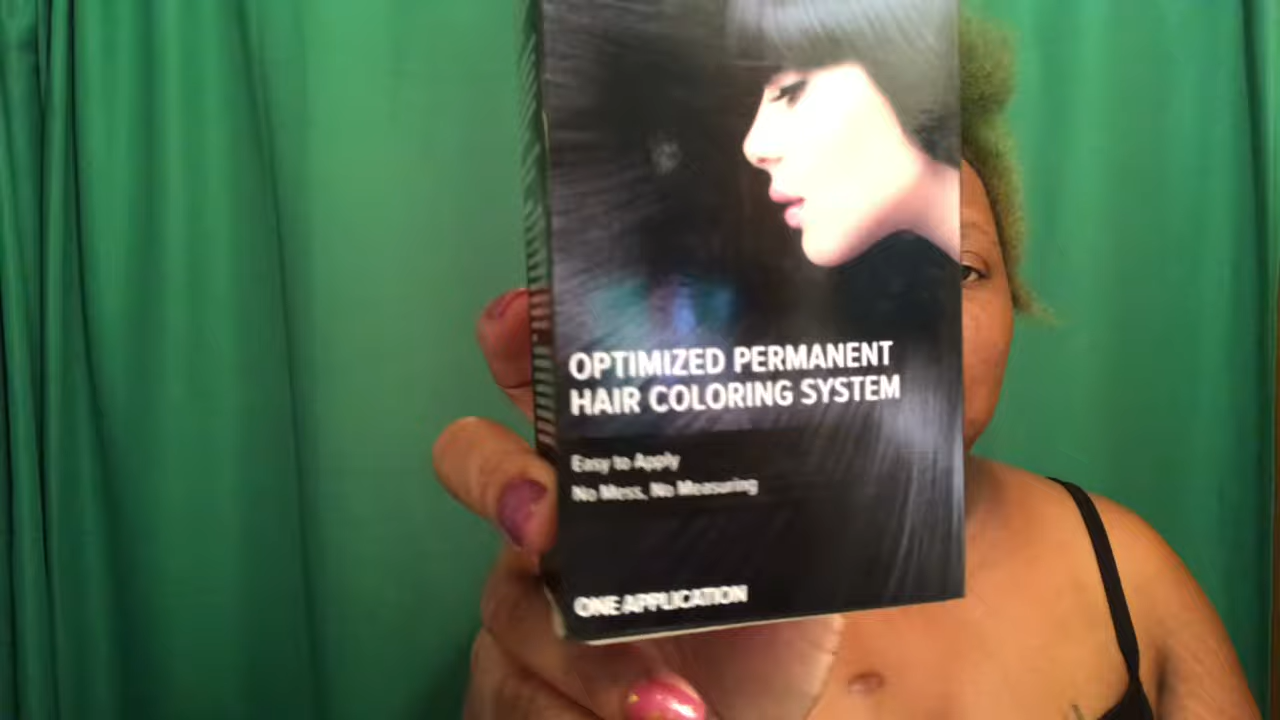 OPTIMIZED PERMANENT
HAIR COLORING SYSTEM
Easy to Apply
No Mess, No Measuring
ONE APPLICATION